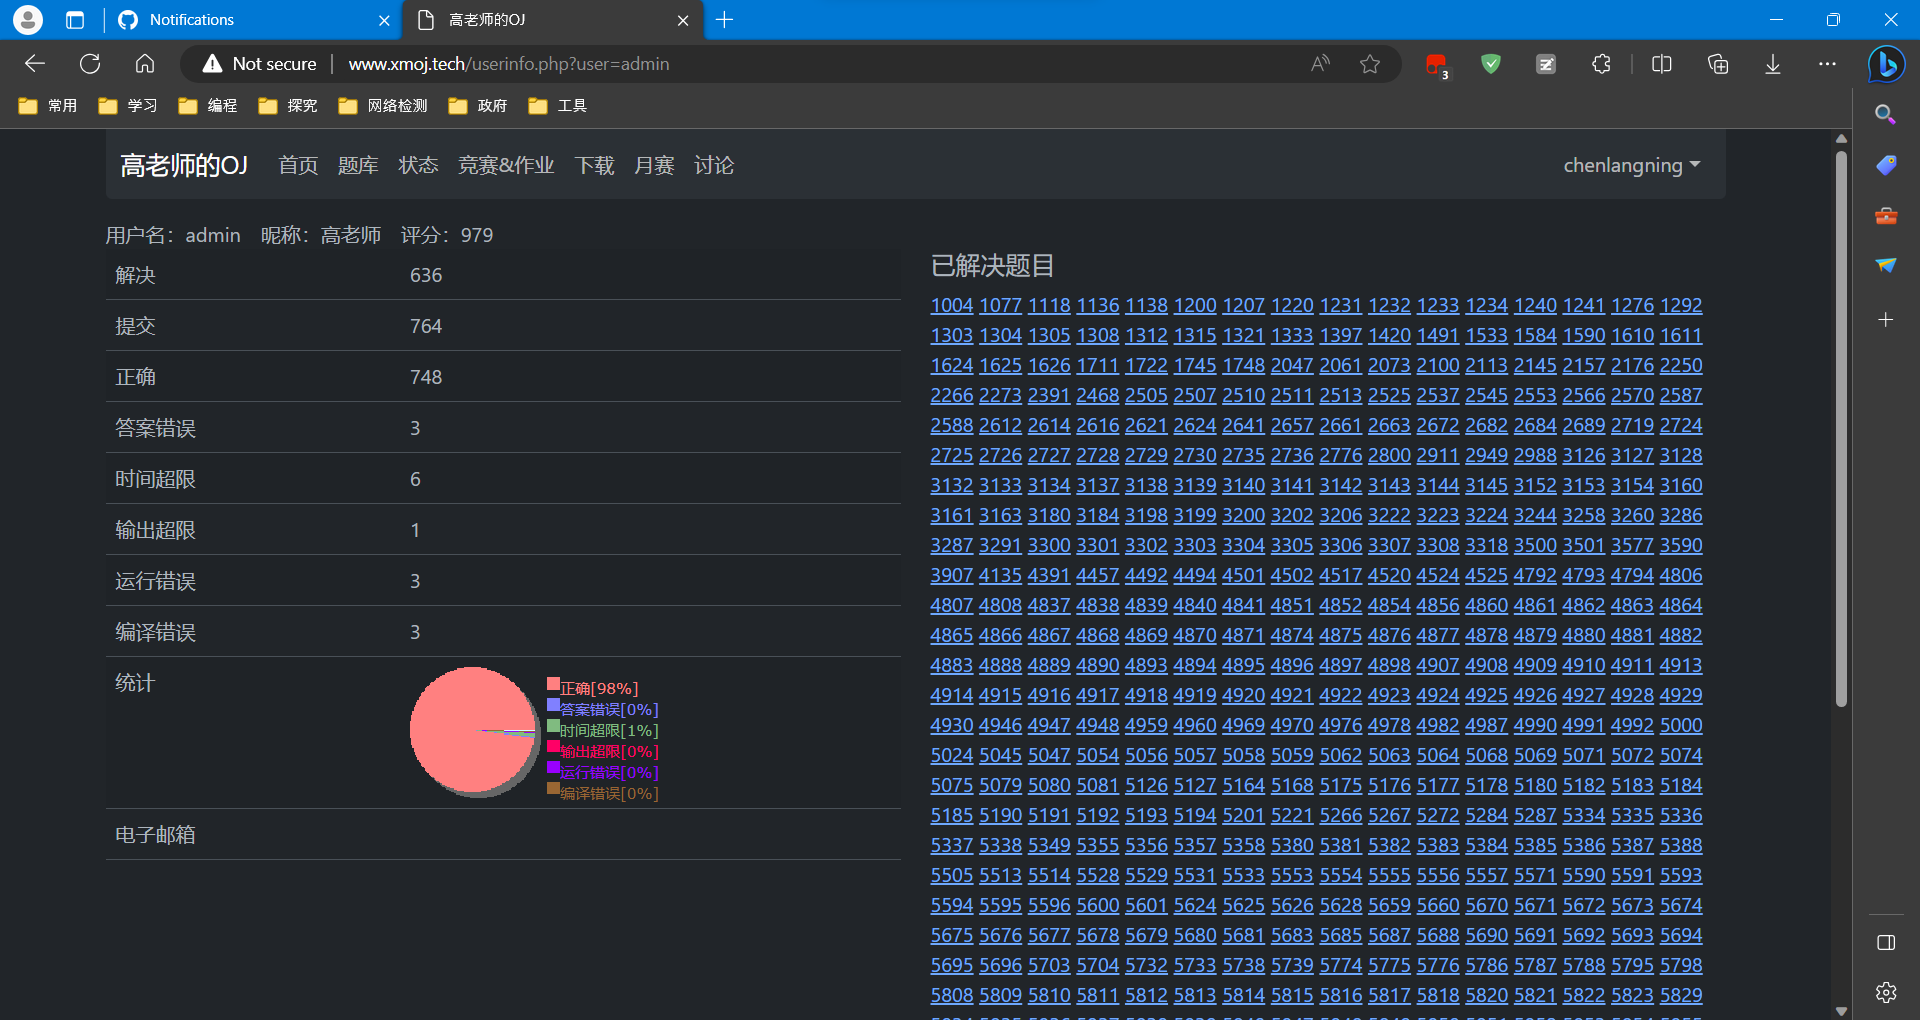 Notifications
高老师的OJ
Not secure
www.xmoj.tech/userinfo.php?user=admin
3
常用 学习 编程 探究 网络检测 政府 工具
高老师的OJ 首页 题库 状态 竞赛&作业 下载 月赛 讨论 chenlangning
用户名：admin 昵称：高老师 评分：979
解决 636
提交 764
正确 748
答案错误 3
时间超限 6
输出超限 1
运行错误 3
编译错误 3
统计
正确[98%]
答案错误[0%]
时间超限[1%]
输出超限[0%]
运行错误[0%]
编译错误[0%]
电子邮箱
已解决题目
1004 1077 1118 1136 1138 1200 1207 1220 1231 1232 1233 1234 1240 1241 1276 1292
1303 1304 1305 1308 1312 1315 1321 1333 1397 1420 1491 1533 1584 1590 1610 1611
1624 1625 1626 1711 1722 1745 1748 2047 2061 2073 2100 2113 2145 2157 2176 2250
2266 2273 2391 2468 2505 2507 2510 2511 2513 2525 2537 2545 2553 2566 2570 2587
2588 2612 2614 2616 2621 2624 2641 2657 2661 2663 2672 2682 2684 2689 2719 2724
2725 2726 2727 2728 2729 2730 2735 2736 2776 2800 2911 2949 2988 3126 3127 3128
3132 3133 3134 3137 3138 3139 3140 3141 3142 3143 3144 3145 3152 3153 3154 3160
3161 3163 3180 3184 3198 3199 3200 3202 3206 3222 3223 3224 3244 3258 3260 3286
3287 3291 3300 3301 3302 3303 3304 3305 3306 3307 3308 3318 3500 3501 3577 3590
3907 4135 4391 4457 4492 4494 4501 4502 4517 4520 4524 4525 4792 4793 4794 4806
4807 4808 4837 4838 4839 4840 4841 4851 4852 4854 4856 4860 4861 4862 4863 4864
4865 4866 4867 4868 4869 4870 4871 4874 4875 4876 4877 4878 4879 4880 4881 4882
4883 4888 4889 4890 4893 4894 4895 4896 4897 4898 4907 4908 4909 4910 4911 4913
4914 4915 4916 4917 4918 4919 4920 4921 4922 4923 4924 4925 4926 4927 4928 4929
4930 4946 4947 4948 4959 4960 4969 4970 4976 4978 4982 4987 4990 4991 4992 5000
5024 5045 5047 5054 5056 5057 5058 5059 5062 5063 5064 5068 5069 5071 5072 5074
5075 5079 5080 5081 5126 5127 5164 5168 5175 5176 5177 5178 5180 5182 5183 5184
5185 5190 5191 5192 5193 5194 5201 5221 5266 5267 5272 5284 5287 5334 5335 5336
5337 5338 5349 5355 5356 5357 5358 5380 5381 5382 5383 5384 5385 5386 5387 5388
5505 5513 5514 5528 5529 5531 5533 5553 5554 5555 5556 5557 5571 5590 5591 5593
5594 5595 5596 5600 5601 5624 5625 5626 5628 5659 5660 5670 5671 5672 5673 5674
5675 5676 5677 5678 5679 5680 5681 5683 5685 5687 5688 5690 5691 5692 5693 5694
5695 5696 5703 5704 5732 5733 5738 5739 5774 5775 5776 5786 5787 5788 5795 5798
5808 5809 5810 5811 5812 5813 5814 5815 5816 5817 5818 5820 5821 5822 5823 5829